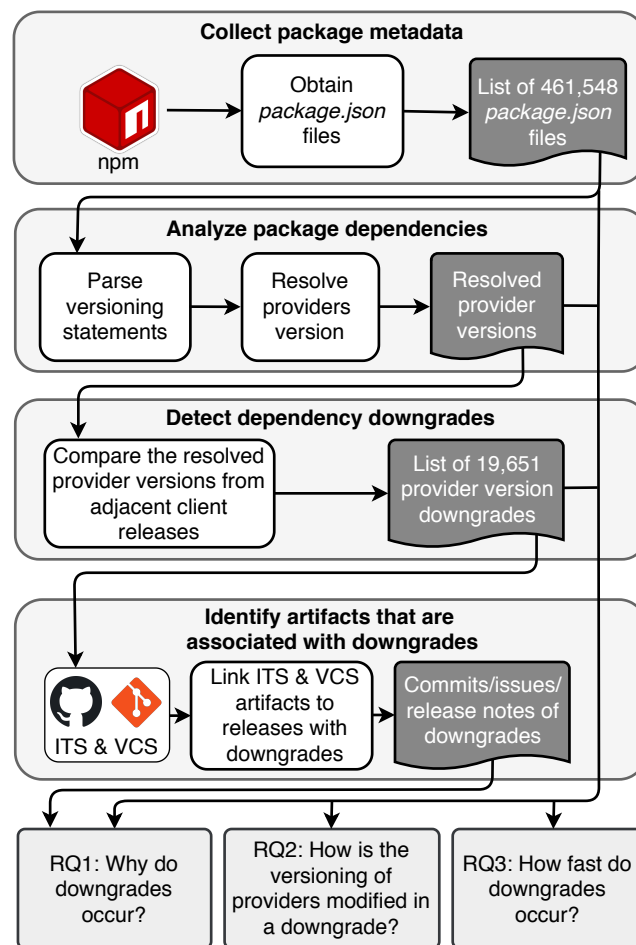 Collect package metadata
npm
Obtain
package.json
files
List of 461,548
package.json
files
Analyze package dependencies
Parse
versioning
statements
Resolve
providers
version
Resolved
provider
versions
Detect dependency downgrades
Compare the resolved
provider versions from
adjacent client
releases
List of 19,651
provider version
downgrades
Identify artifacts that are
associated with downgrades
ITS & VCS
Link ITS & VCS
artifacts to
releases with
downgrades
Commits/issues/
release notes of
downgrades
RQ1: Why do
downgrades
occur?
RQ2: How is the
versioning of
providers modified in
a downgrade?
RQ3: How fast do
downgrades
occur?